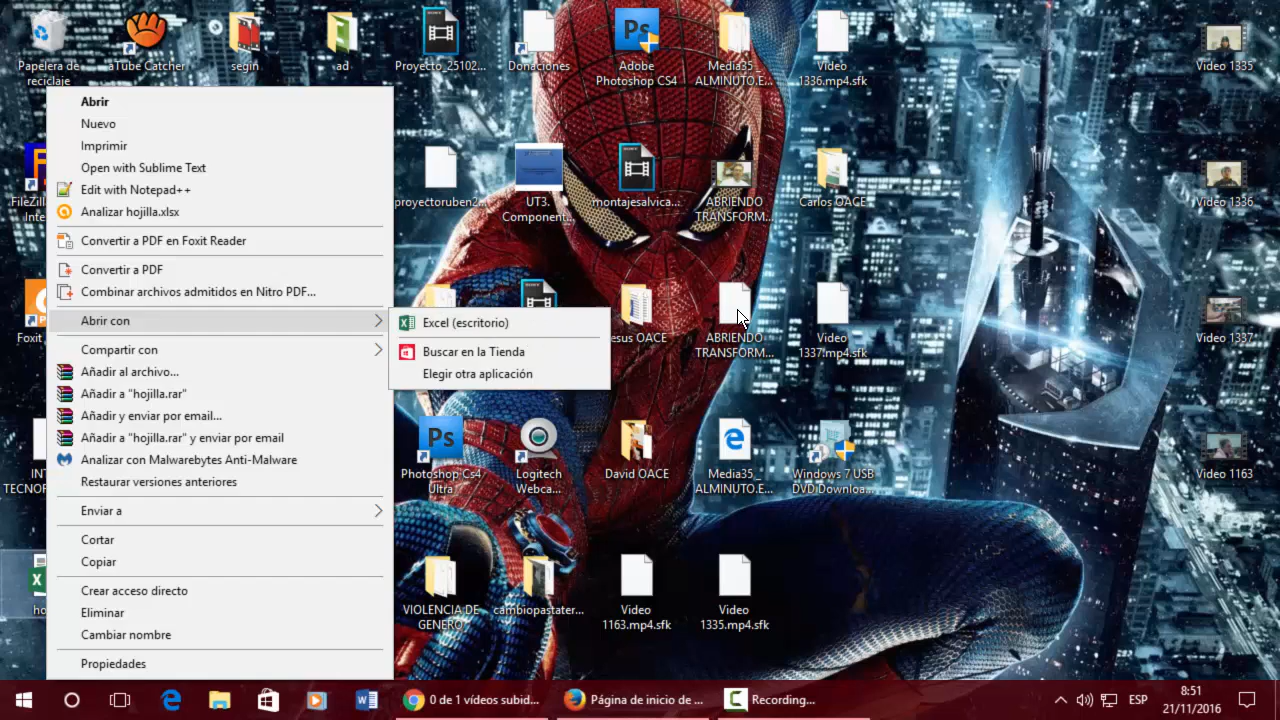 Papelera de
reciclaje
aTube Catcher
segin
ad
Proyecto_25102...
Donaciones
Adobe
Photoshop CS4
Media35_
ALMINUTO.E...
Video
1336.mp4.sfk
Video 1335
Abrir
Nuevo
Imprimir
Open with Sublime Text
Edit with Notepad++
Analizar hojilla.xlsx
Convertir a PDF en Foxit Reader
Convertir a PDF
Combinar archivos admitidos en Nitro PDF...
Abrir con
Compartir con
Añadir al archivo...
Añadir a "hojilla.rar"
Añadir y enviar por email...
Añadir a "hojilla.rar" y enviar por email
Analizar con Malwarebytes Anti-Malware
Restaurar versiones anteriores
Enviar a
Cortar
Copiar
Crear acceso directo
Eliminar
Cambiar nombre
Propiedades
Excel (escritorio)
Buscar en la Tienda
Elegir otra aplicación
FileZill
Inte
proyectoruben2...
UT3.
Component...
montajesalvica...
ABRIENDO
TRANSFORM...
Carlos OACE
Video 1336
Foxit
esus OACE
ABRIENDO
TRANSFORM...
Video
1337.mp4.sfk
Video 1337
INT
TECNOF
Ps
Photoshop Cs4
Ultra
Logitech
Webca...
David OACE
Media35_
ALMINUTO.E...
Windows 7 USB
DVD Downloa...
Video 1163
ho
VIOLENCIA DE
GENERO
cambiopastater...
Video
1163.mp4.sfk
Video
1335.mp4.sfk
0 de 1 vídeos subid...
Página de inicio de ...
Recording...
ESP
8:51
21/11/2016